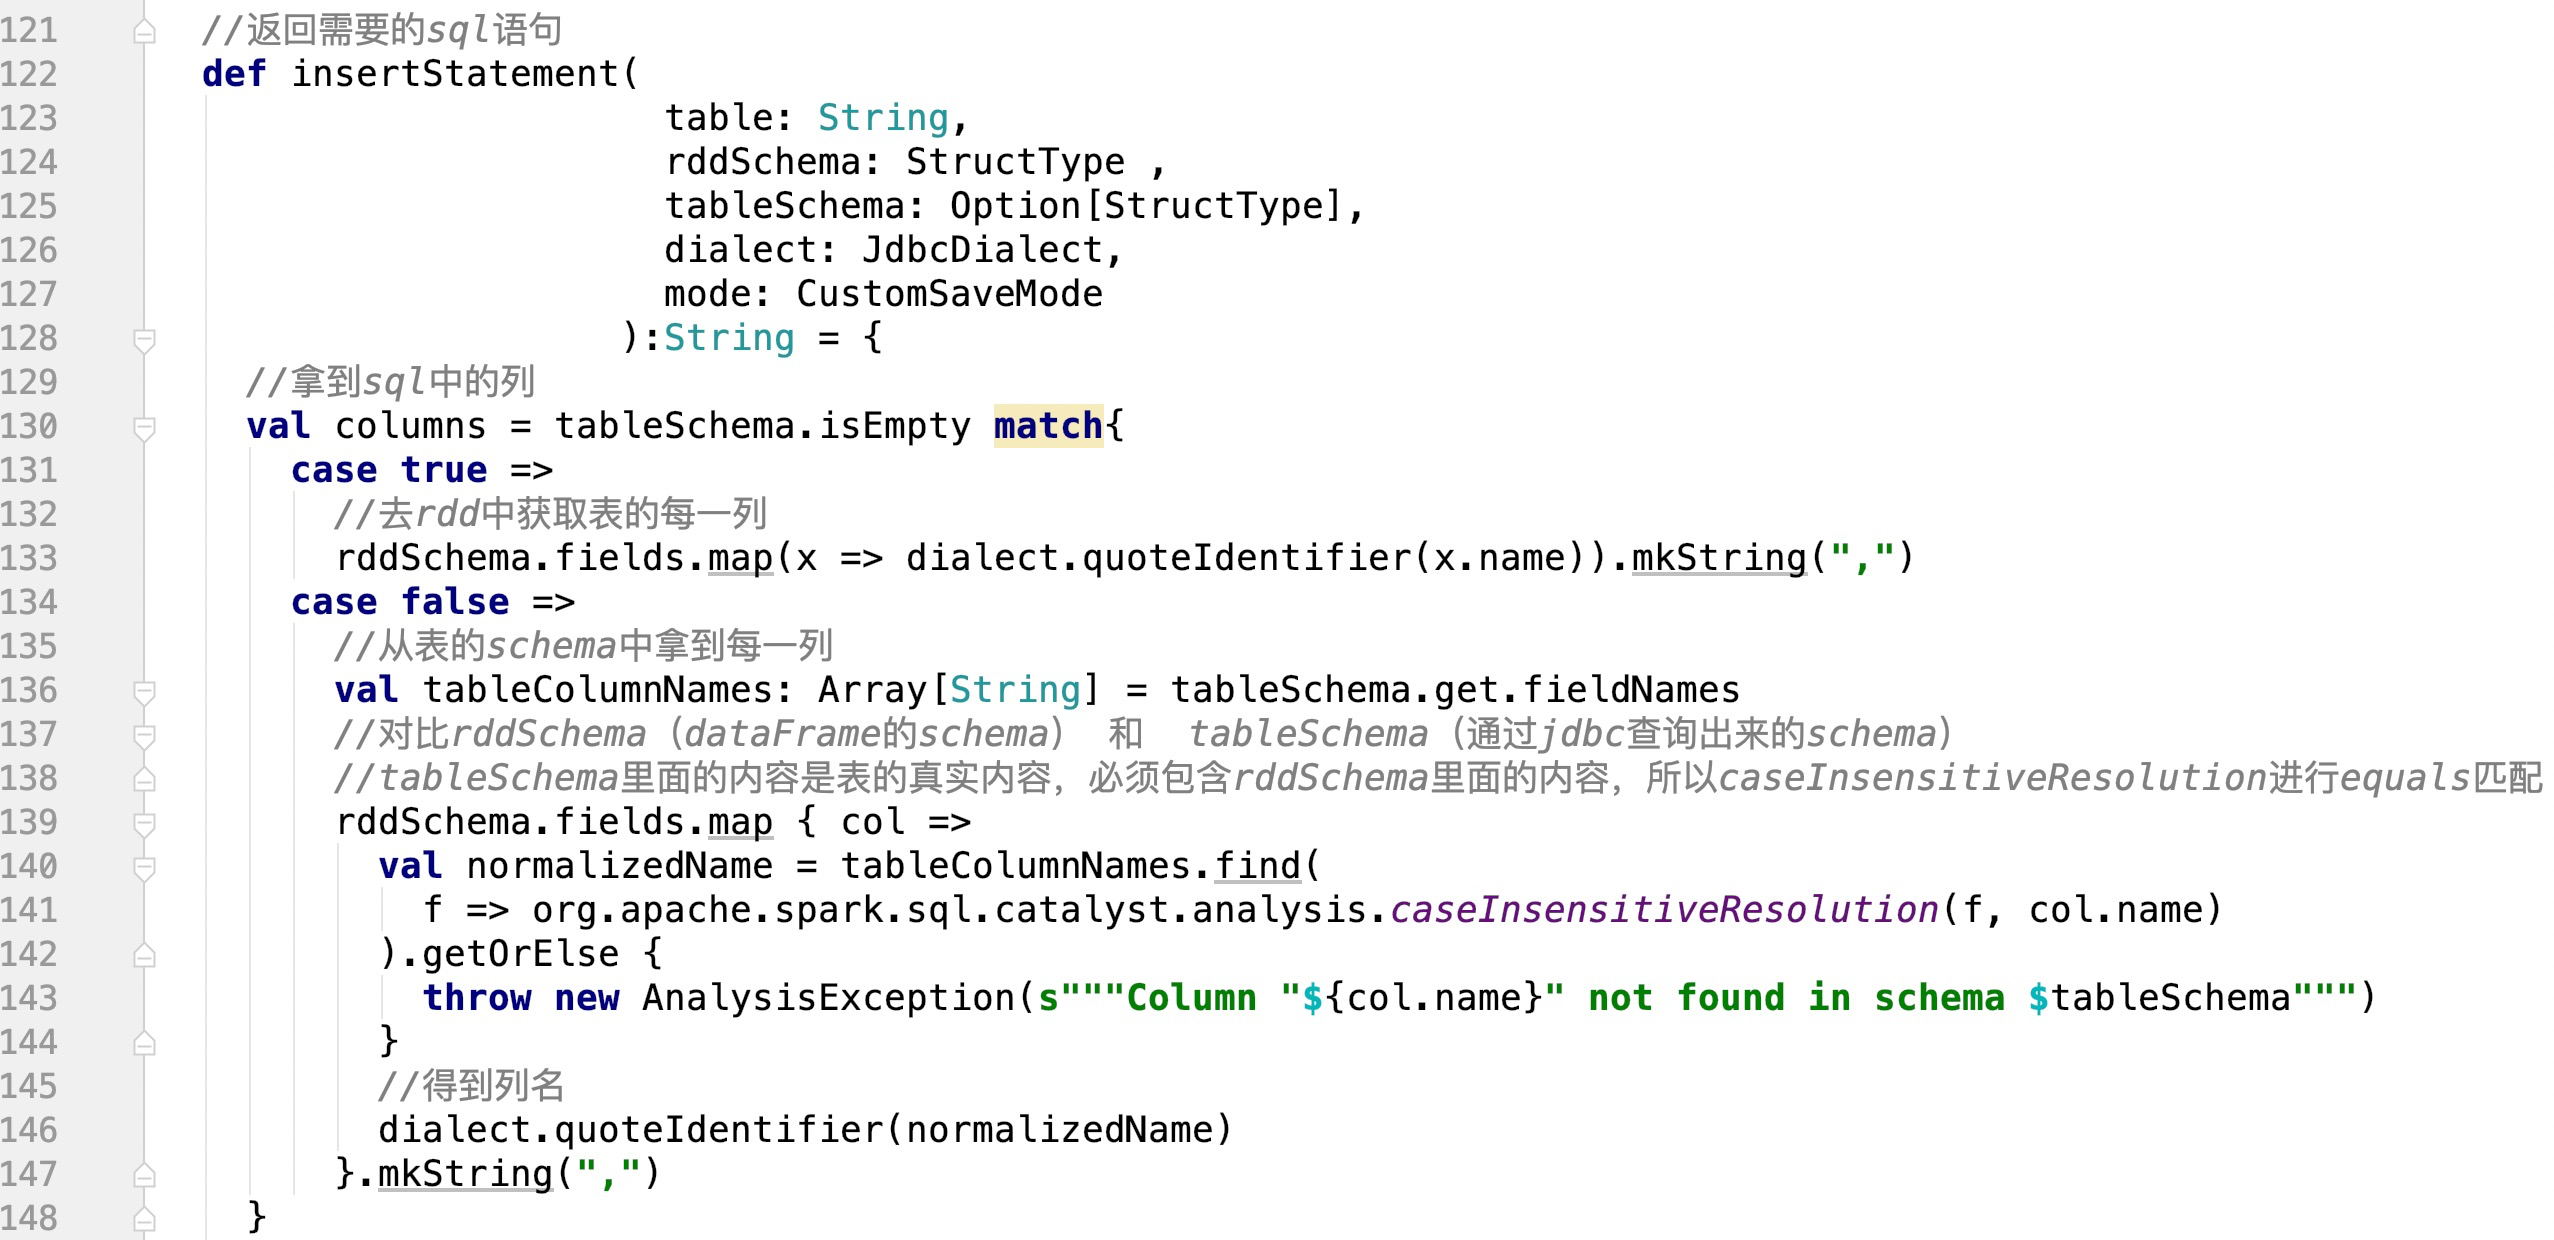 121 //返回需要的sql语句
122 def insertStatement(
123 table: String,
124 rddSchema: StructType ,
125 tableSchema: Option[StructType],
126 dialect: JdbcDialect,
127 mode: CustomSaveMode
128 ):String = {
129 //拿到sql中的列
130 val columns = tableSchema.isEmpty match{
131 case true =>
132 //去rdd中获取表的每一列
133 rddSchema.fields.map(x => dialect.quoteIdentifier(x.name)).mkString(",")
134 case false =>
135 //从表的schema中拿到每一列
136 val tableColumnNames: Array[String] = tableSchema.get.fieldNames
137 //对比rddSchema（dataFrame的schema） 和  tableSchema（通过jdbc查询出来的schema）
138 //tableSchema里面的内容是表的真实内容，必须包含rddSchema里面的内容，所以caseInsensitiveResolution进行equals匹配
139 rddSchema.fields.map { col =>
140 val normalizedName = tableColumnNames.find(
141 f => org.apache.spark.sql.catalyst.analysis.caseInsensitiveResolution(f, col.name)
142 ).getOrElse {
143 throw new AnalysisException(s"""Column "${col.name}" not found in schema $tableSchema""")
144 }
145 //得到列名
146 dialect.quoteIdentifier(normalizedName)
147 }.mkString(",")
148 }